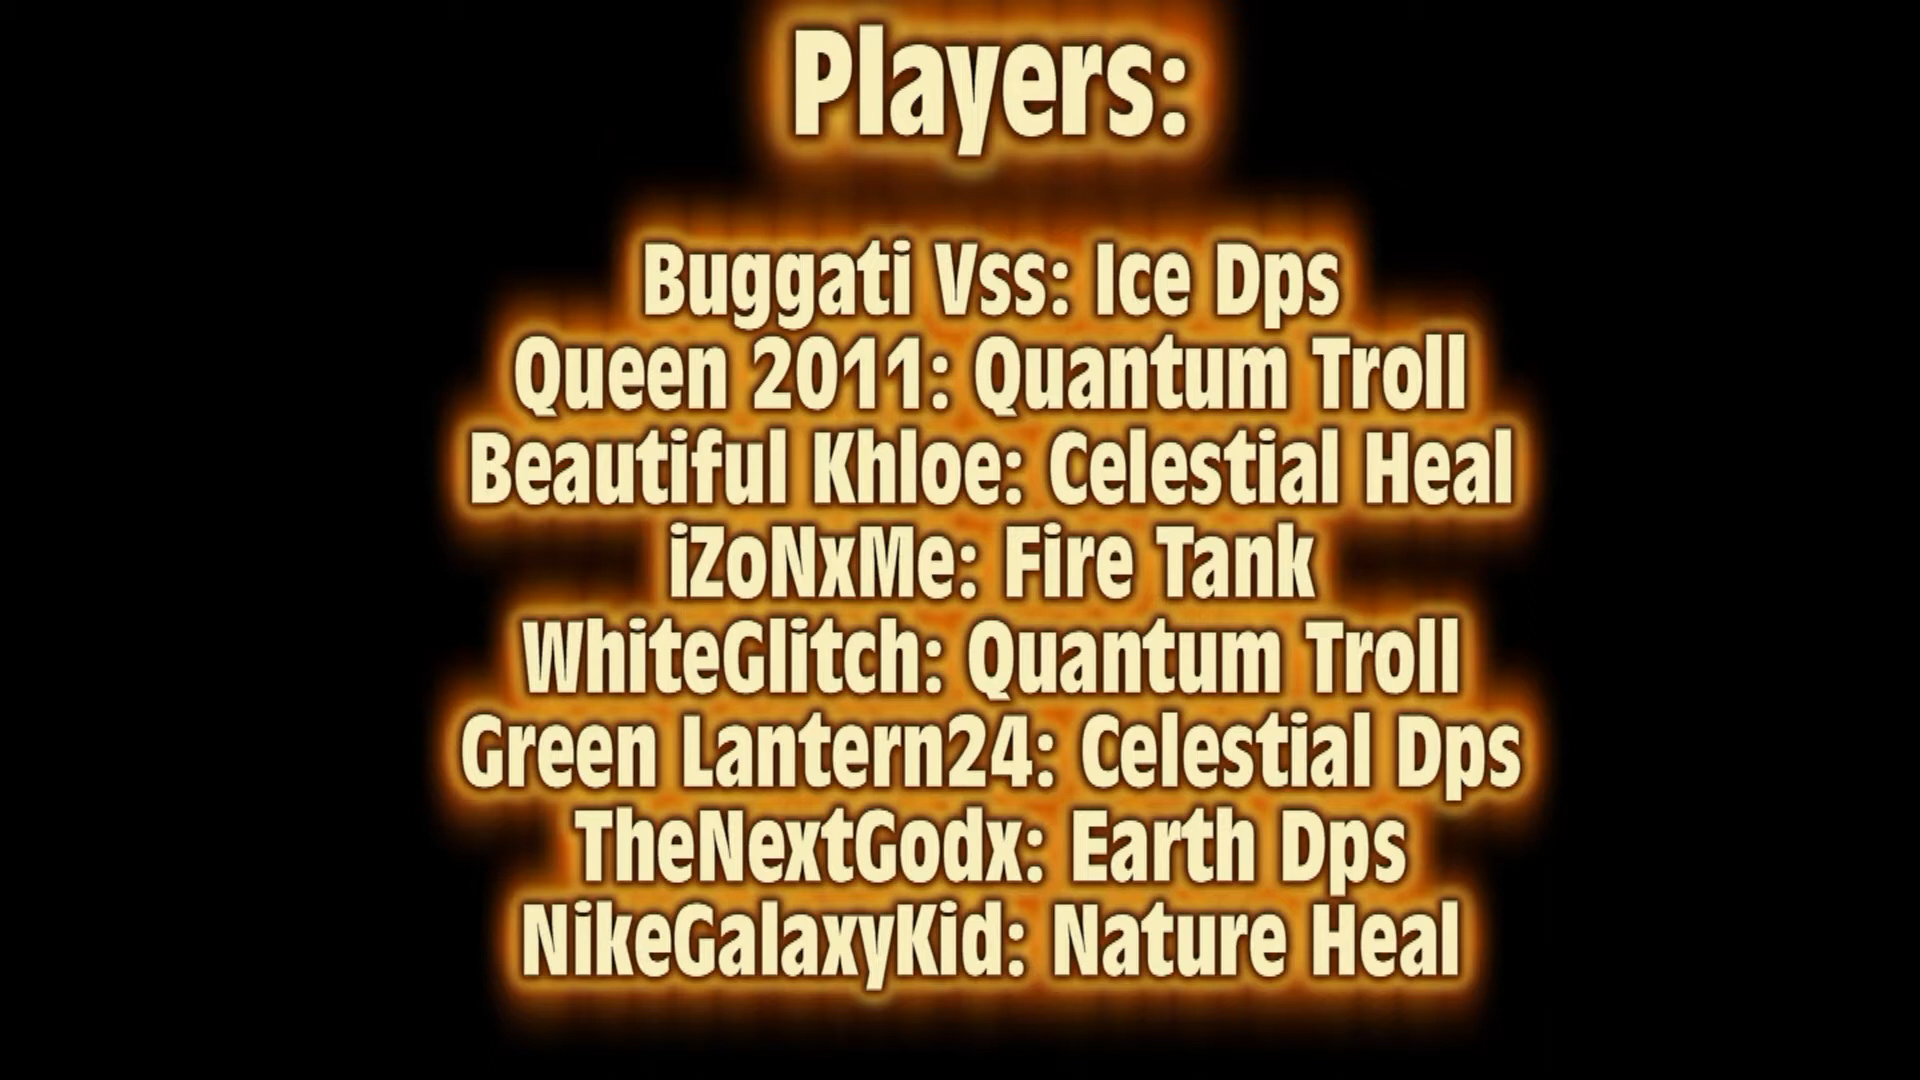 Players:
Buggati Vss: Ice Dps
Queen 2011: Quantum Troll
Beautiful Khloe: Celestial Heal
iZoNxMe: Fire Tank
WhiteGlitch: Quantum Troll
Green Lantern24: Celestial Dps
TheNextGodx: Earth Dps
NikeGalaxyKid: Nature Heal